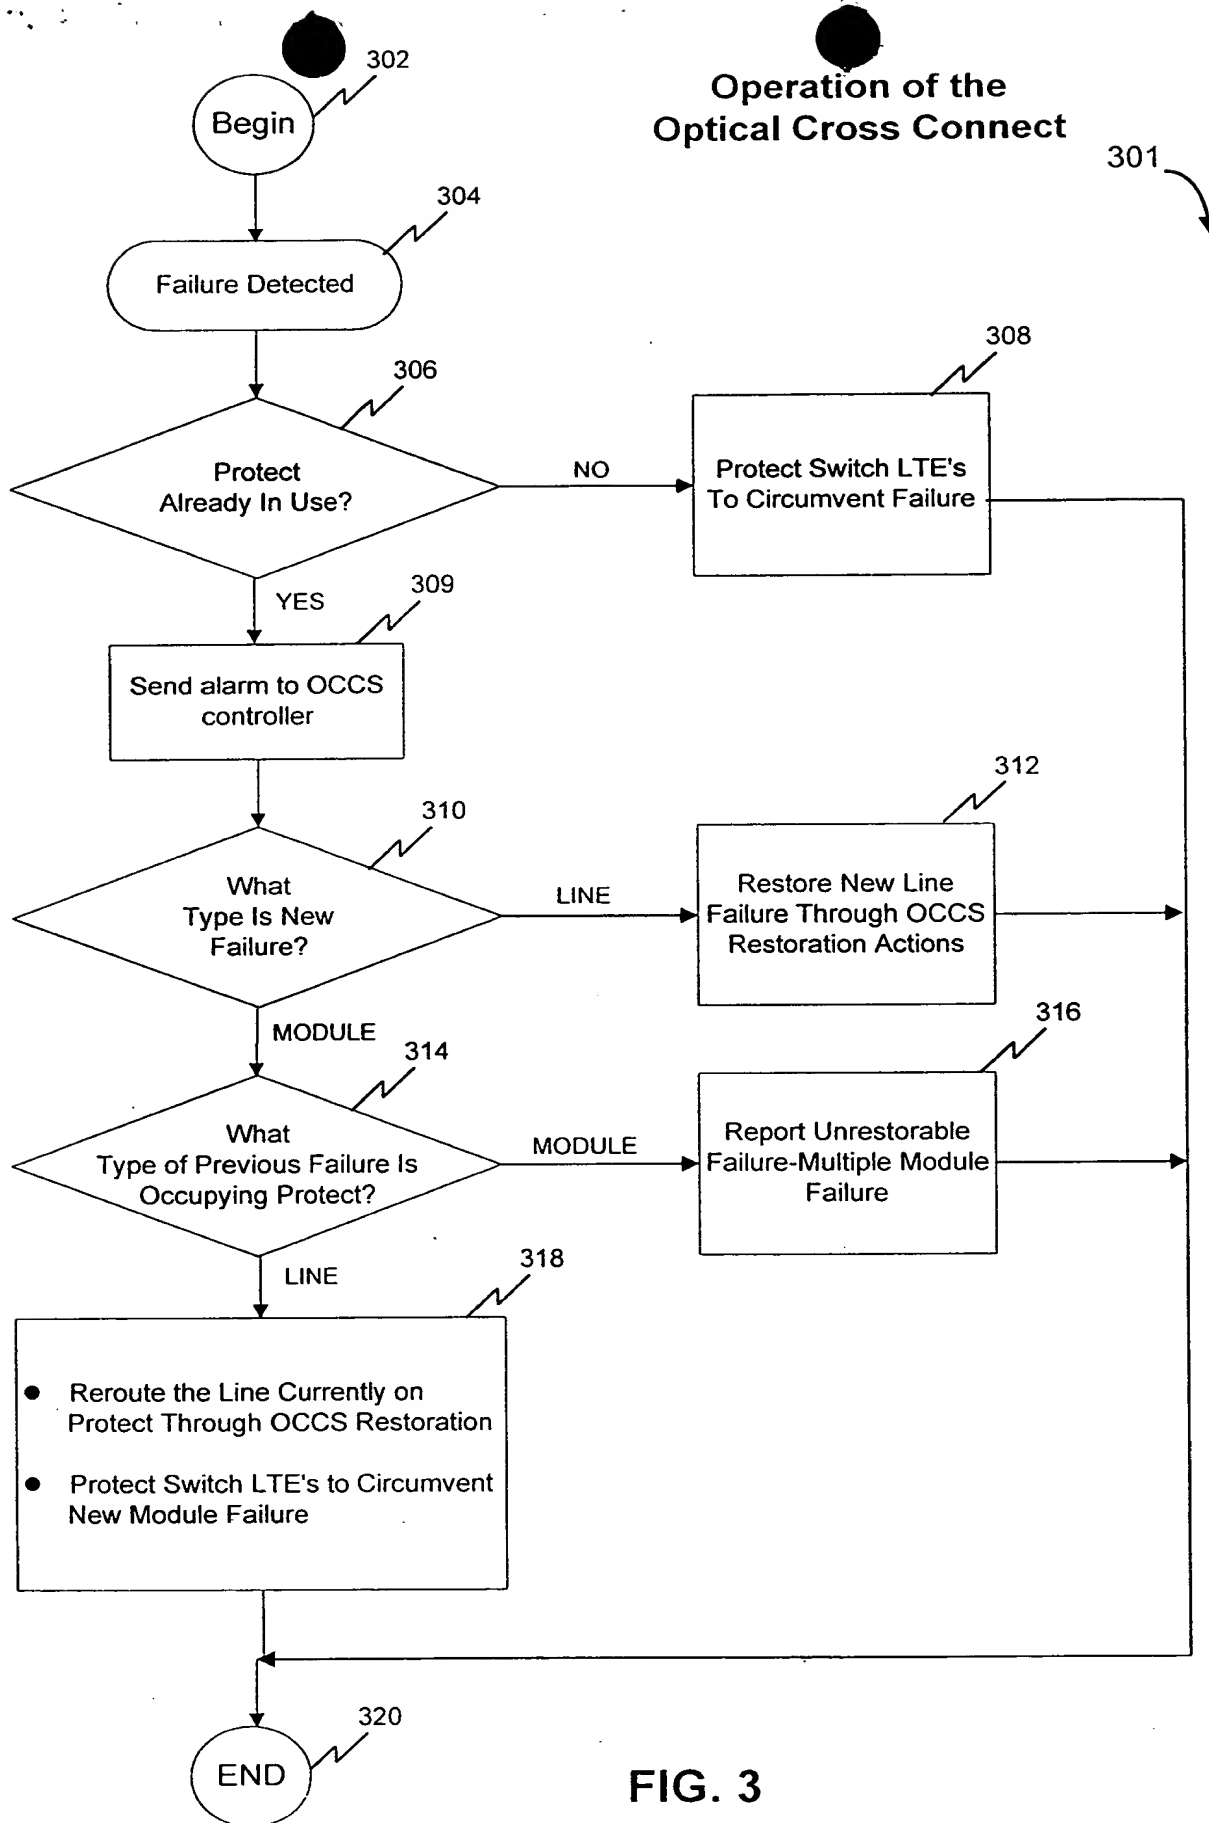 302
Begin
Operation of the
Optical Cross Connect
301
304
Failure Detected
306
308
Protect
Already In Use?
NO
Protect Switch LTE's
To Circumvent Failure
YES
309
Send alarm to OCCS
controller
310
312
What
Type Is New
Failure?
LINE
Restore New Line
Failure Through OCCS
Restoration Actions
MODULE
314
316
What
Type of Previous Failure Is
Occupying Protect?
MODULE
Report Unrestorable
Failure-Multiple Module
Failure
LINE
318
● Reroute the Line Currently on
Protect Through OCCS Restoration
● Protect Switch LTE's to Circumvent
New Module Failure
320
END
FIG. 3